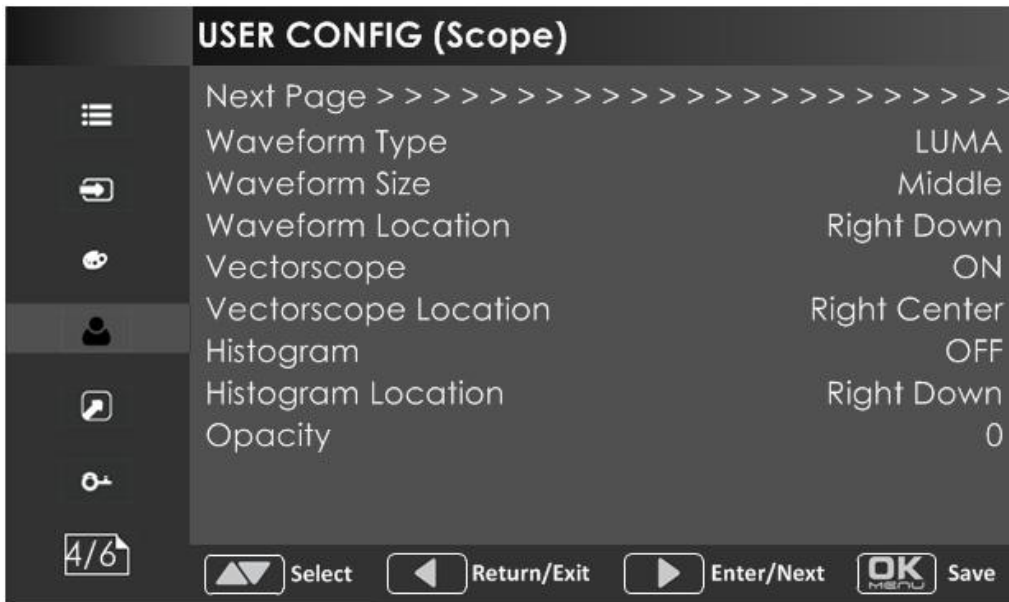 USER CONFIG (Scope)
Next Page > > > > > > > > > > > > > > > > > > > > > > >
Waveform Type LUMA
Waveform Size Middle
Waveform Location Right Down
Vectorscope ON
Vectorscope Location Right Center
Histogram OFF
Histogram Location Right Down
Opacity 0
4/6 Select Return/Exit Enter/Next OK MENU Save